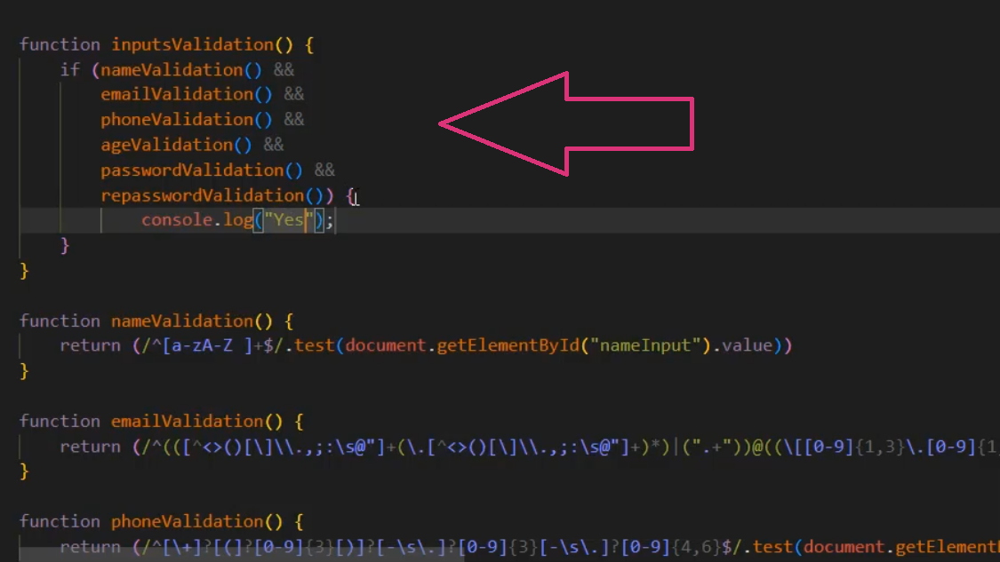 function inputsValidation() {
if (nameValidation() &&
emailValidation() &&
phoneValidation() &&
ageValidation() &&
passwordValidation() &&
repasswordValidation()) {
console.log("Yes");
}
}
function nameValidation() {
return (/^[a-zA-Z ]+$/.test(document.getElementById("nameInput").value))
}
function emailValidation() {
return (/^(([^<>()[\]\\.,;:\s@"]+(\.[^<>()[\]\\.,;:\s@"]+)*)|(".+"))@((\[[0-9]{1,3}\.[0-9]{1
}
function phoneValidation() {
return (/^[\+]?[(]?[0-9]{3}[)]?[-\s\.]?[0-9]{3}[-\s\.]?[0-9]{4,6}$/.test(document.getElement